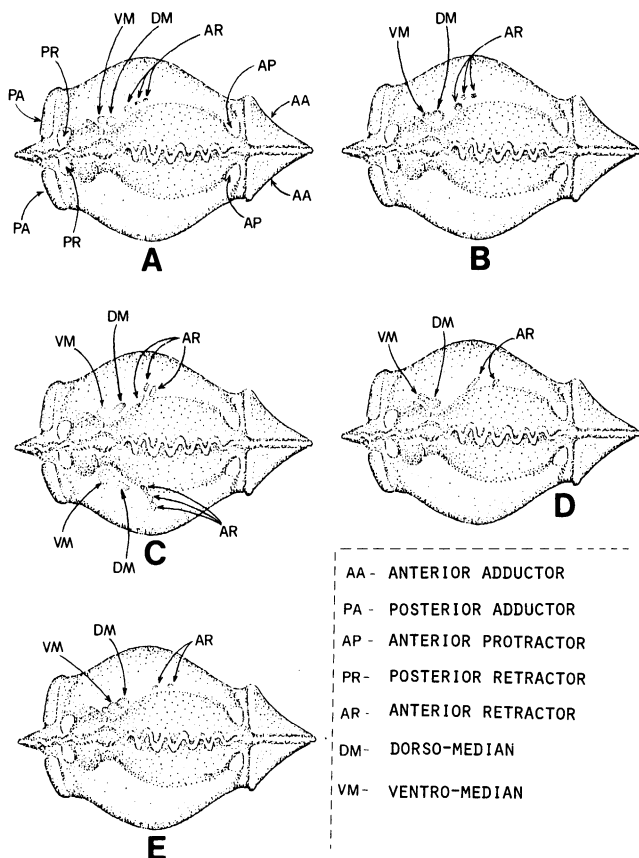 VM DM AR
PR
PA
AP
AA
PA
PR
AP
AA
A
VM DM AR
B
VM DM AR
VM DM AR
C
VM DM AR
D
VM DM AR
E
AA - ANTERIOR ADDUCTOR
PA - POSTERIOR ADDUCTOR
AP - ANTERIOR PROTRACTOR
PR - POSTERIOR RETRACTOR
AR - ANTERIOR RETRACTOR
DM - DORSO-MEDIAN
VM - VENTRO-MEDIAN